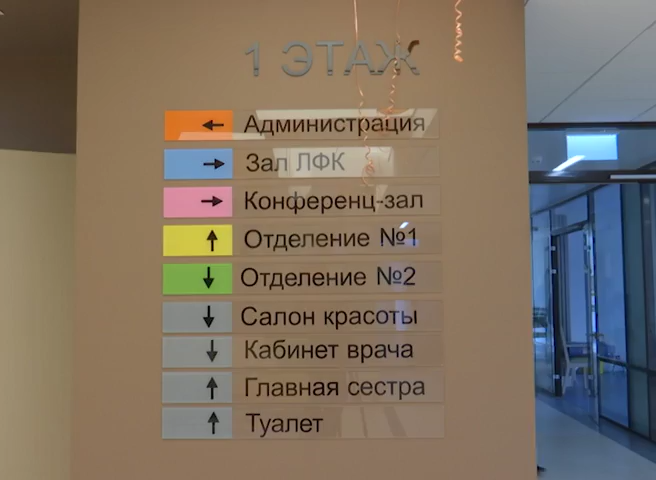 1 ЭТАЖ
Администрация
Зал ЛФК
Конференц-зал
Отделение №1
Отделение №2
Салон красоты
Кабинет врача
Главная сестра
Туалет